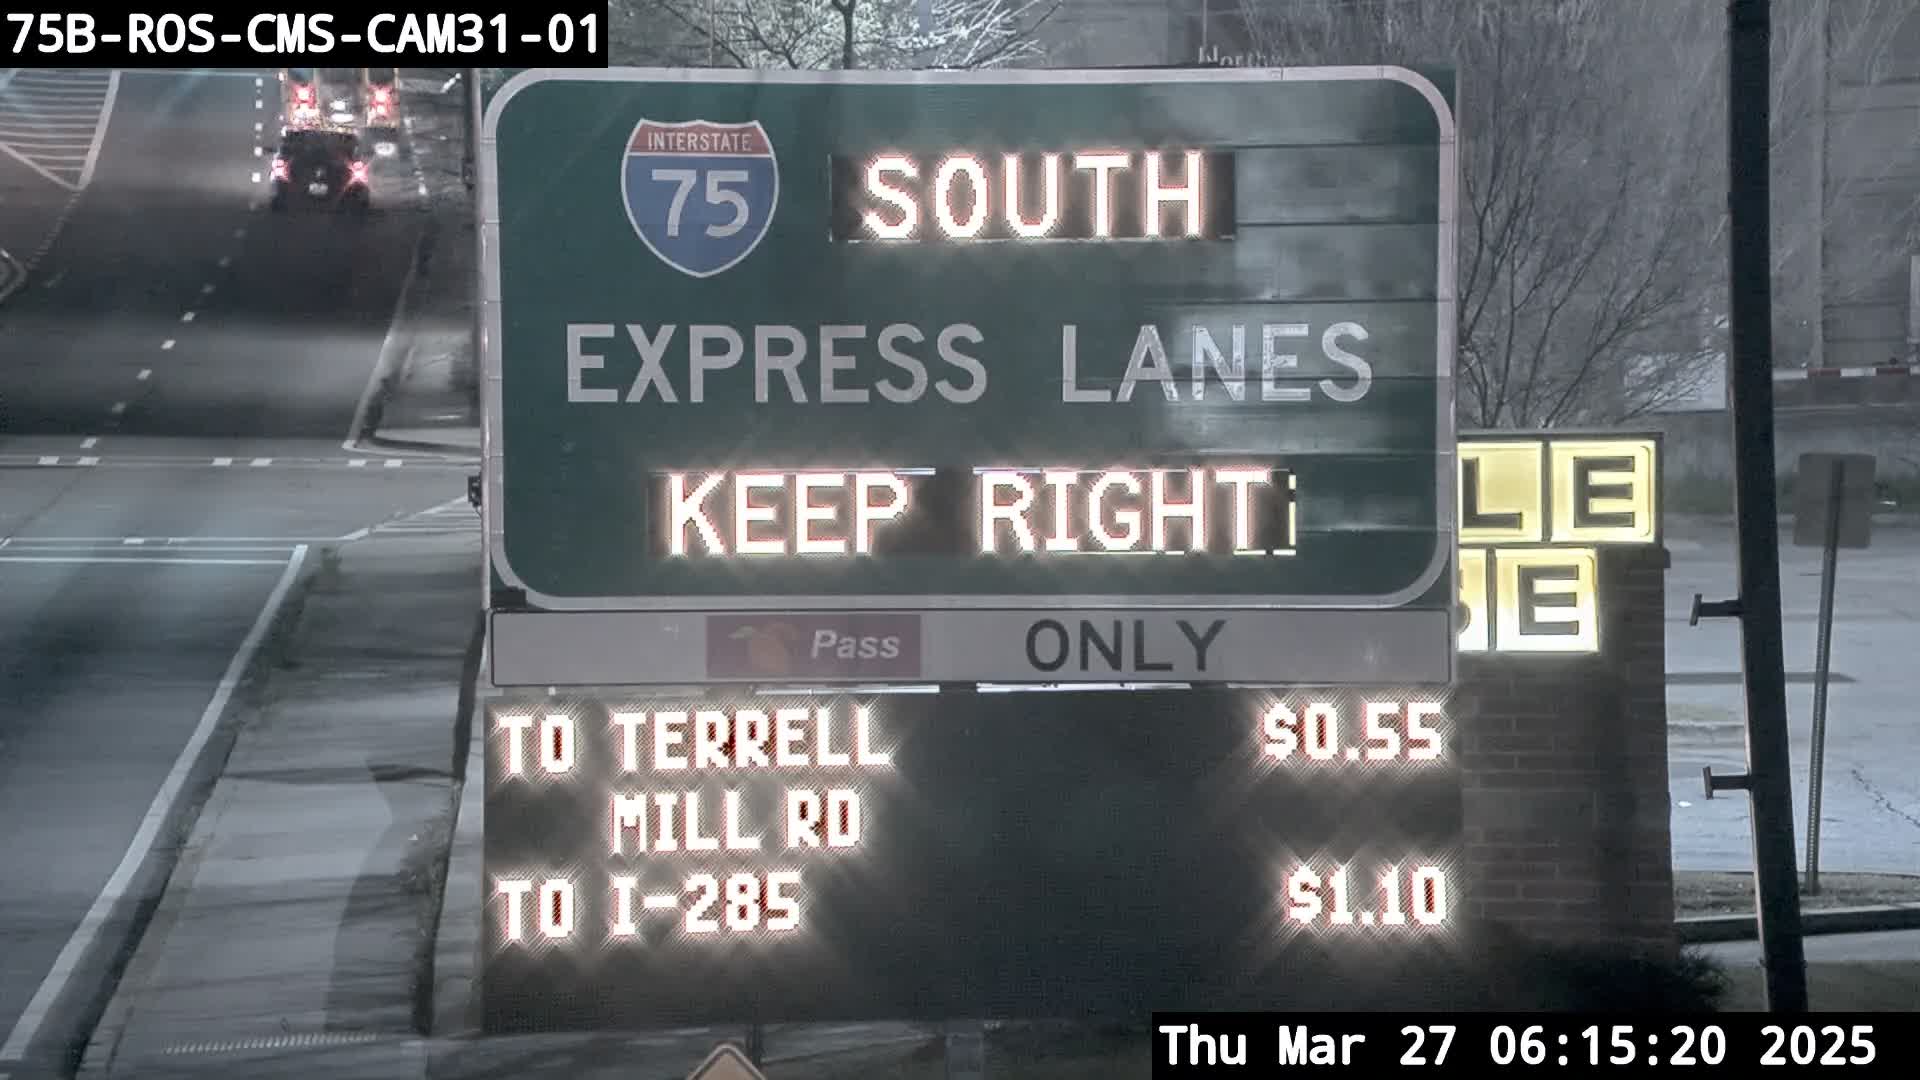 75B-ROS-CMS-CAM31-01
INTERSTATE
75
SOUTH
EXPRESS LANES
KEEP RIGHT
Pass ONLY
TO TERRELL $0.55
MILL RD
TO I-285 $1.10
LE
E
Thu Mar 27 06:15:20 2025